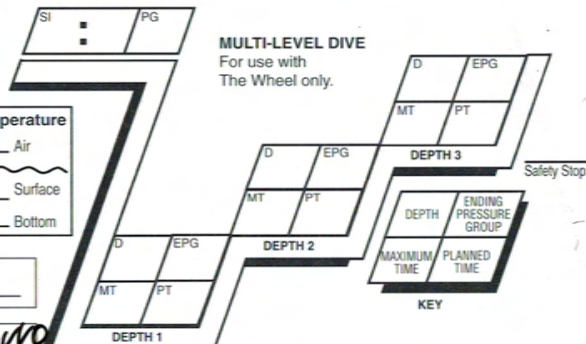 SI : PG
MULTI-LEVEL DIVE
For use with
The Wheel only.
D EPG
MT PT
DEPTH 3
Safety Stop
perature
Air
Surface
Bottom
D EPG
MT PT
DEPTH 2
DEPTH
ENDING
PRESSURE
GROUP
MAXIMUM
TIME
PLANNED
TIME
KEY
D EPG
MT PT
DEPTH 1